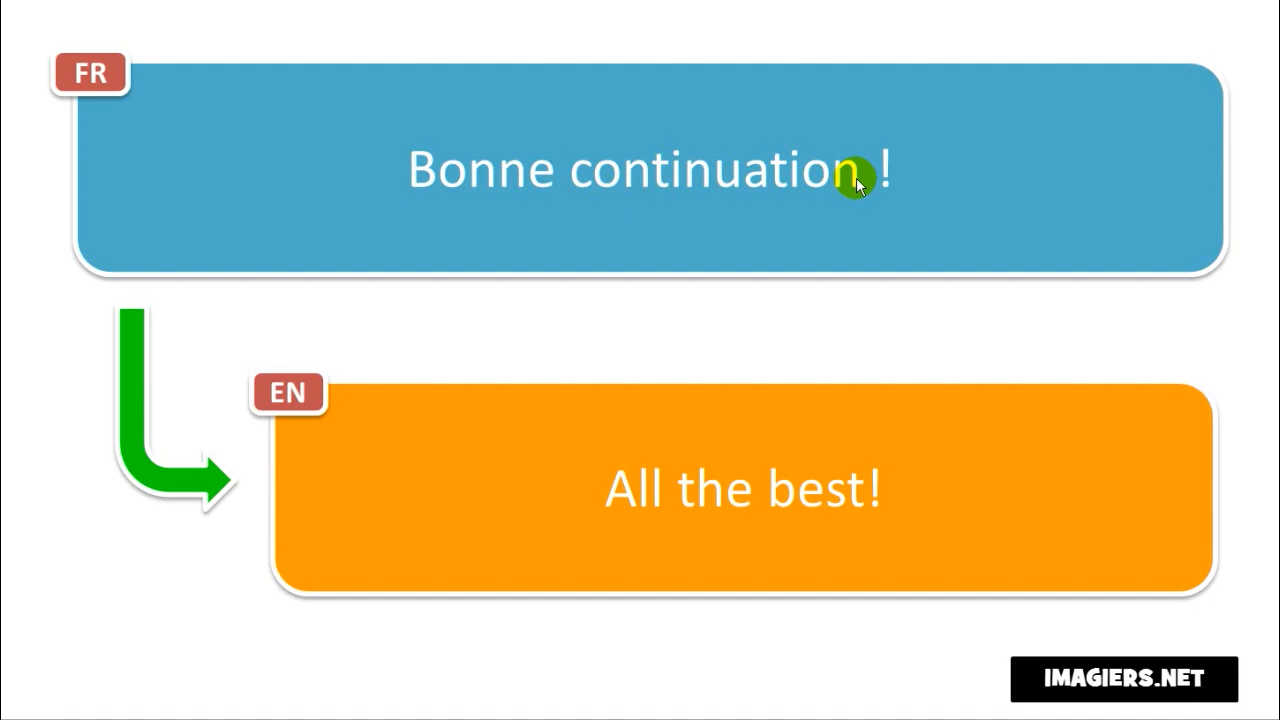 FR
Bonne continuation !
EN
All the best!
IMAGIERS.NET